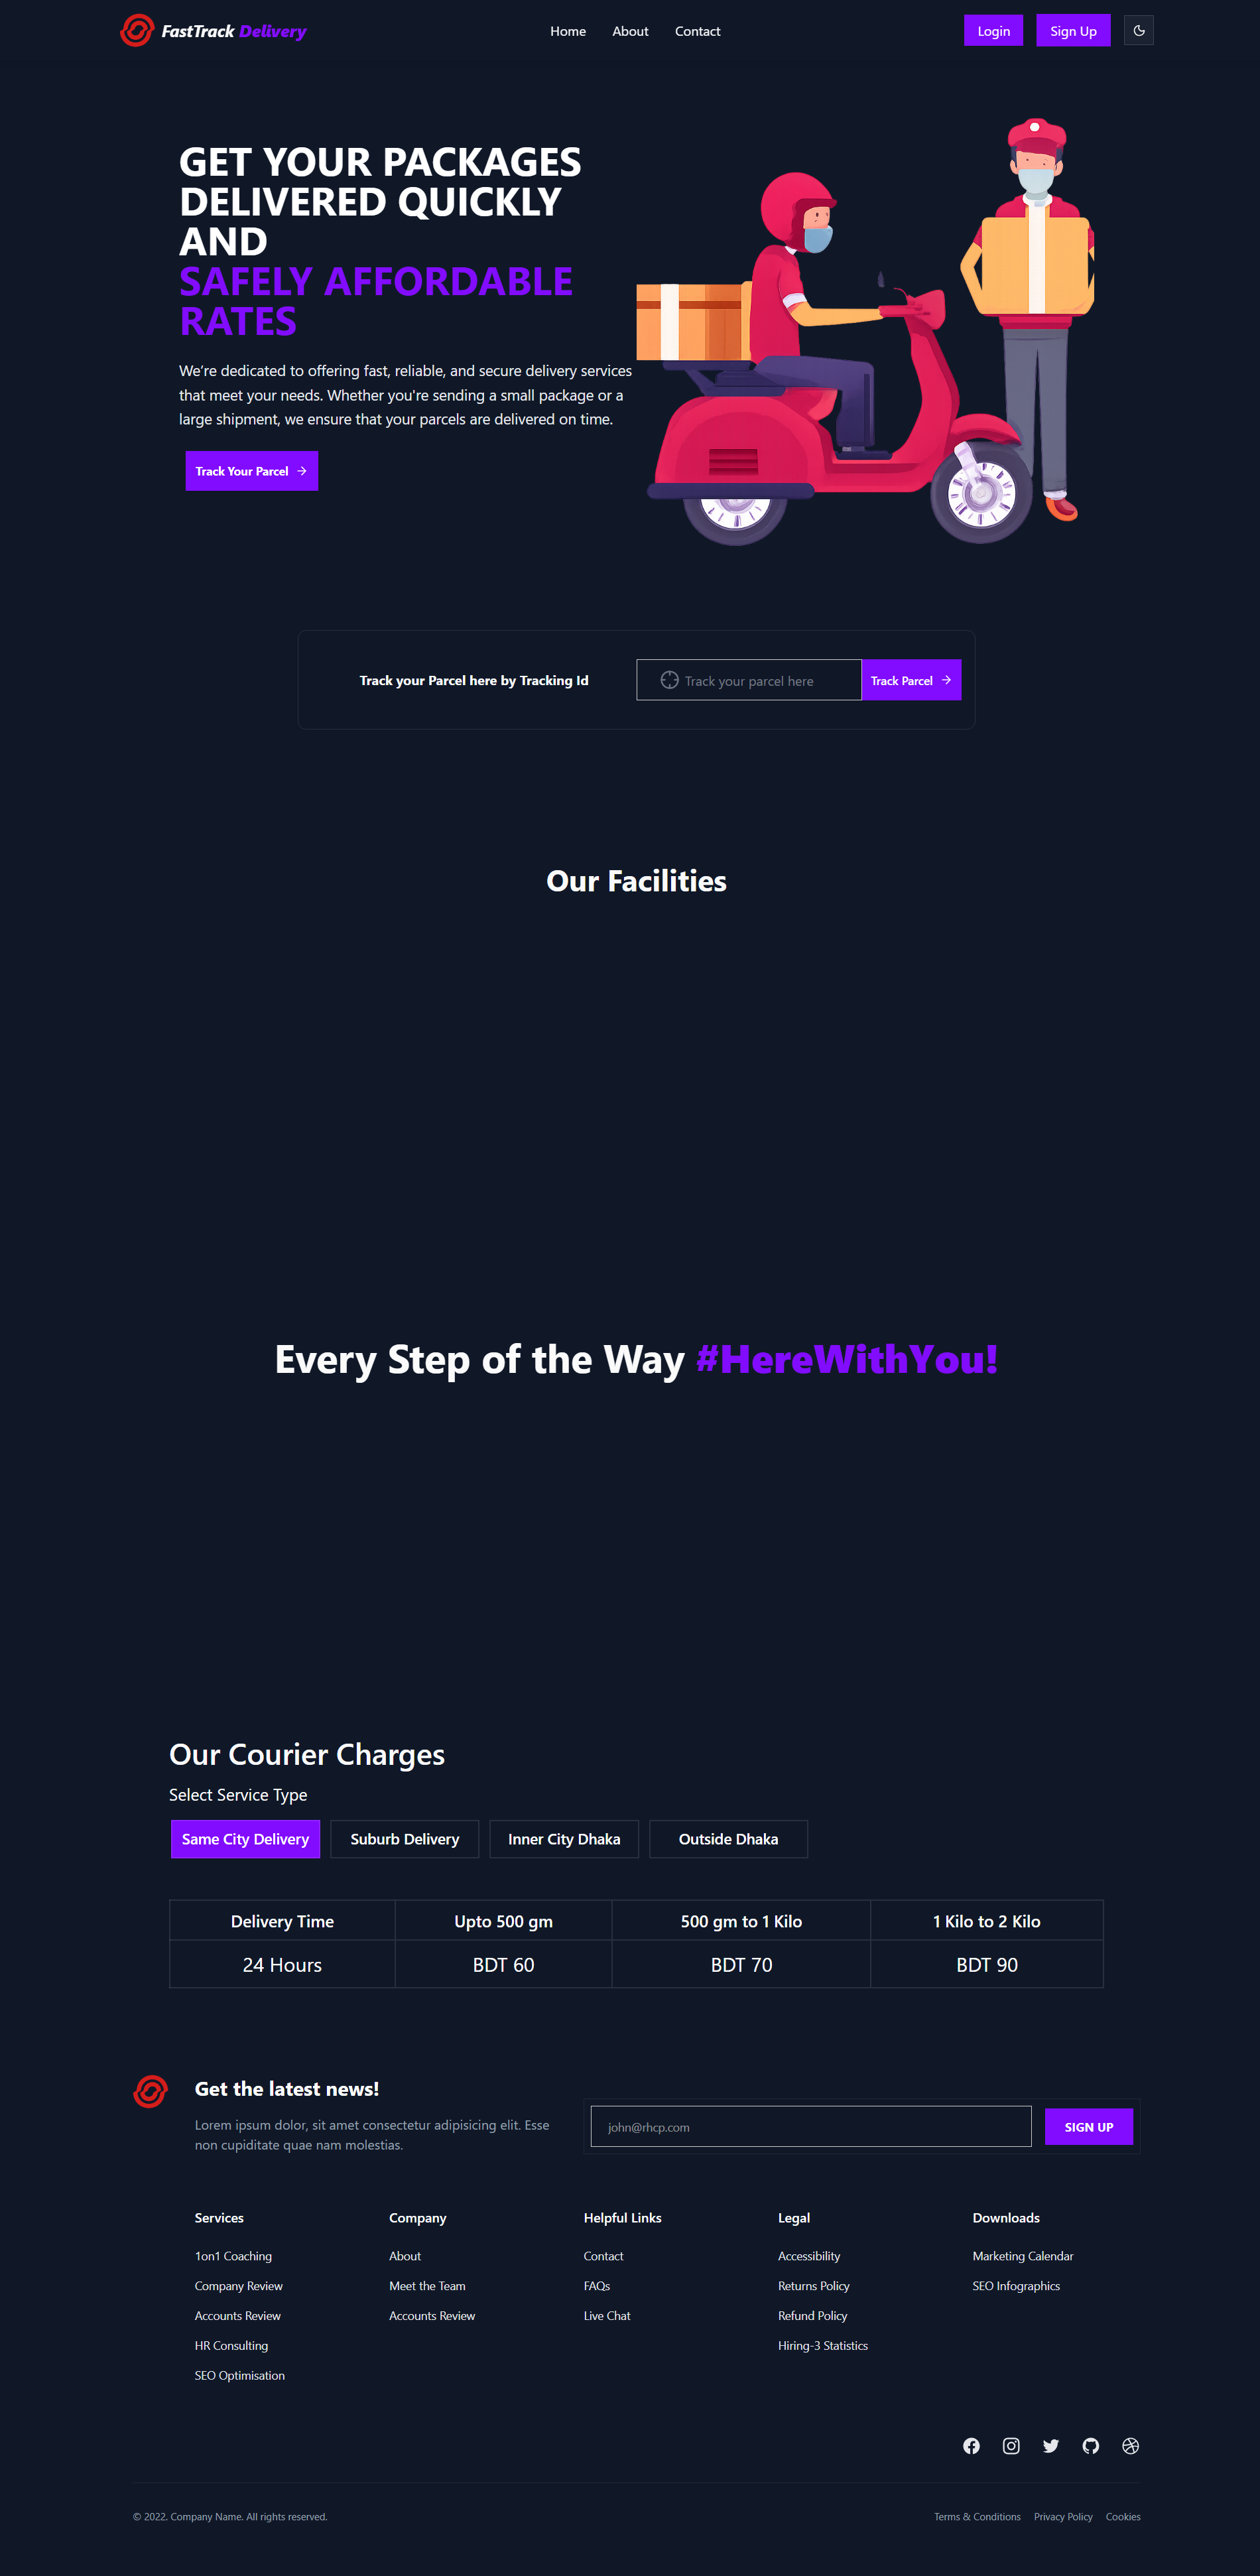 FastTrack Delivery
Home About Contact
Login Sign Up
GET YOUR PACKAGES
DELIVERED QUICKLY
AND
SAFELY AFFORDABLE
RATES
We’re dedicated to offering fast, reliable, and secure delivery services
that meet your needs. Whether you're sending a small package or a
large shipment, we ensure that your parcels are delivered on time.
Track Your Parcel
Track your Parcel here by Tracking Id
Track your parcel here
Track Parcel
Our Facilities
Every Step of the Way #HereWithYou!
Our Courier Charges
Select Service Type
Same City Delivery Suburb Delivery Inner City Dhaka Outside Dhaka
Delivery Time Upto 500 gm 500 gm to 1 Kilo 1 Kilo to 2 Kilo
24 Hours BDT 60 BDT 70 BDT 90
Get the latest news!
Lorem ipsum dolor, sit amet consectetur adipisicing elit. Esse
non cupiditate quae nam molestias.
john@rhcp.com
SIGN UP
Services
1on1 Coaching
Company Review
Accounts Review
HR Consulting
SEO Optimisation
Company
About
Meet the Team
Accounts Review
Helpful Links
Contact
FAQs
Live Chat
Legal
Accessibility
Returns Policy
Refund Policy
Hiring-3 Statistics
Downloads
Marketing Calendar
SEO Infographics
© 2022. Company Name. All rights reserved.
Terms & Conditions Privacy Policy Cookies